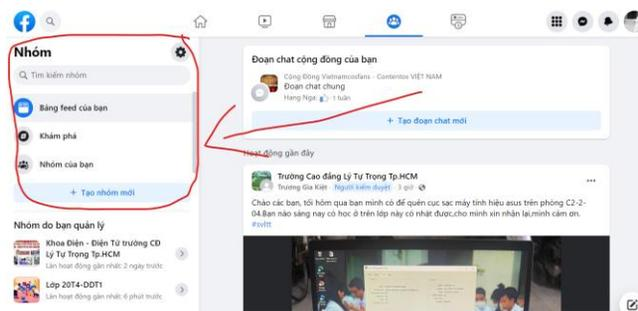 Nhóm
Tìm kiếm nhóm
Bảng feed của bạn
Khám phá
Nhóm của bạn
+ Tạo nhóm mới
Nhóm do bạn quản lý
Khoa Điện - Điện Tử trường CĐ
Lý Tự Trọng Tp.HCM
Lần hoạt động gần nhất: 2 ngày trước
Lớp 20T4-DDT1
Lần hoạt động gần nhất: 6 phút trước
Đoạn chat cộng đồng của bạn
Cộng Đồng Vietnamcosfans - Contentos VIỆT NAM
Đoạn chat chung
Hang Nga: 👍 · 1 tuần
+ Tạo đoạn chat mới
Hoạt động gần đây
Trường Cao đẳng Lý Tự Trọng Tp.HCM
Trương Gia Kiệt · Người kiểm duyệt · 3 giờ ·
Chào các bạn, tối hôm qua bạn mình có để quên cục sạc máy tính hiệu asus trên phòng C2-2-
04.Bạn nào sáng nay có học ở trên lớp này có nhặt được,cho mình xin nhận lại,mình cảm ơn.
#svltt